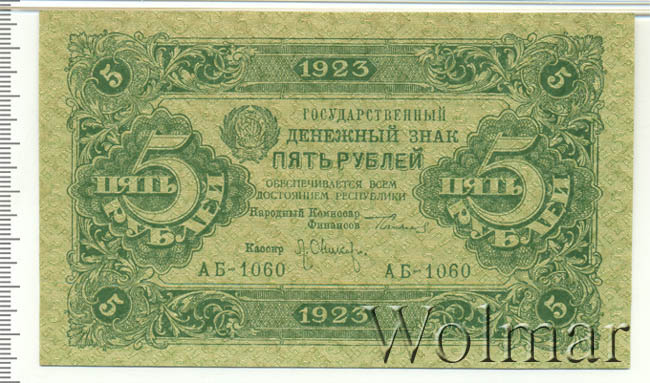 5 1923 5
ГОСУДАРСТВЕННЫЙ
ДЕНЕЖНЫЙ ЗНАК
ПЯТЬ РУБЛЕЙ
ОБЕСПЕЧИВАЕТСЯ ВСЕМ
ДОСТОЯНИЕМ РЕСПУБЛИКИ
5 ПЯТЬ РУБЛЕЙ
5 ПЯТЬ РУБЛЕЙ
Народный Комиссар
Финансов
Кассир
АБ-1060 АБ-1060
5 1923 5
Wolmar